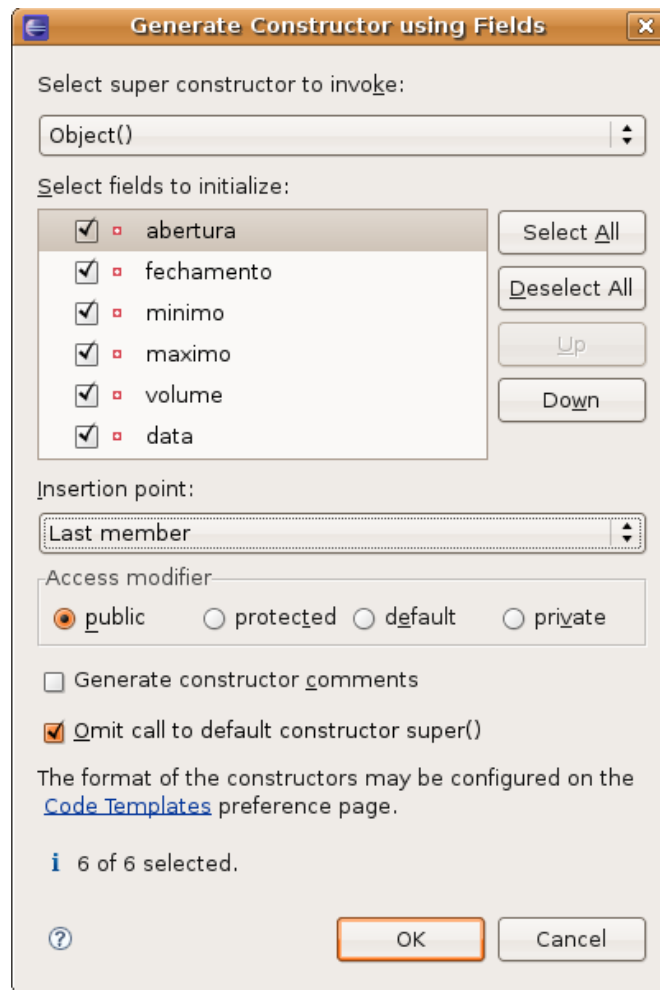 Generate Constructor using Fields
Select super constructor to invoke:
Object()
Select fields to initialize:
abertura
fechamento
minimo
maximo
volume
data
Select All
Deselect All
Up
Down
Insertion point:
Last member
Access modifier
public protected default private
Generate constructor comments
Omit call to default constructor super()
The format of the constructors may be configured on the
Code Templates preference page.
6 of 6 selected.
OK Cancel